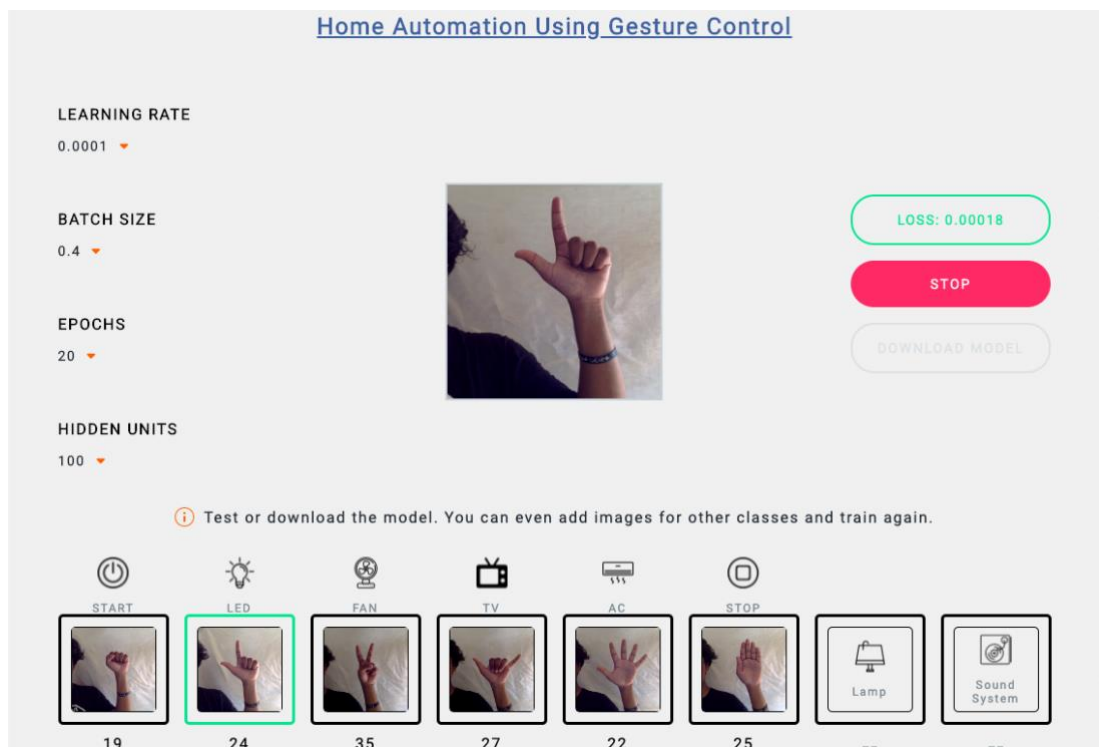 Home Automation Using Gesture Control
LEARNING RATE
0.0001
BATCH SIZE
0.4
LOSS: 0.00018
STOP
EPOCHS
20
DOWNLOAD MODEL
HIDDEN UNITS
100
Test or download the model. You can even add images for other classes and train again.
START LED FAN TV AC STOP
Lamp
Sound
System
19 24 35 27 22 25